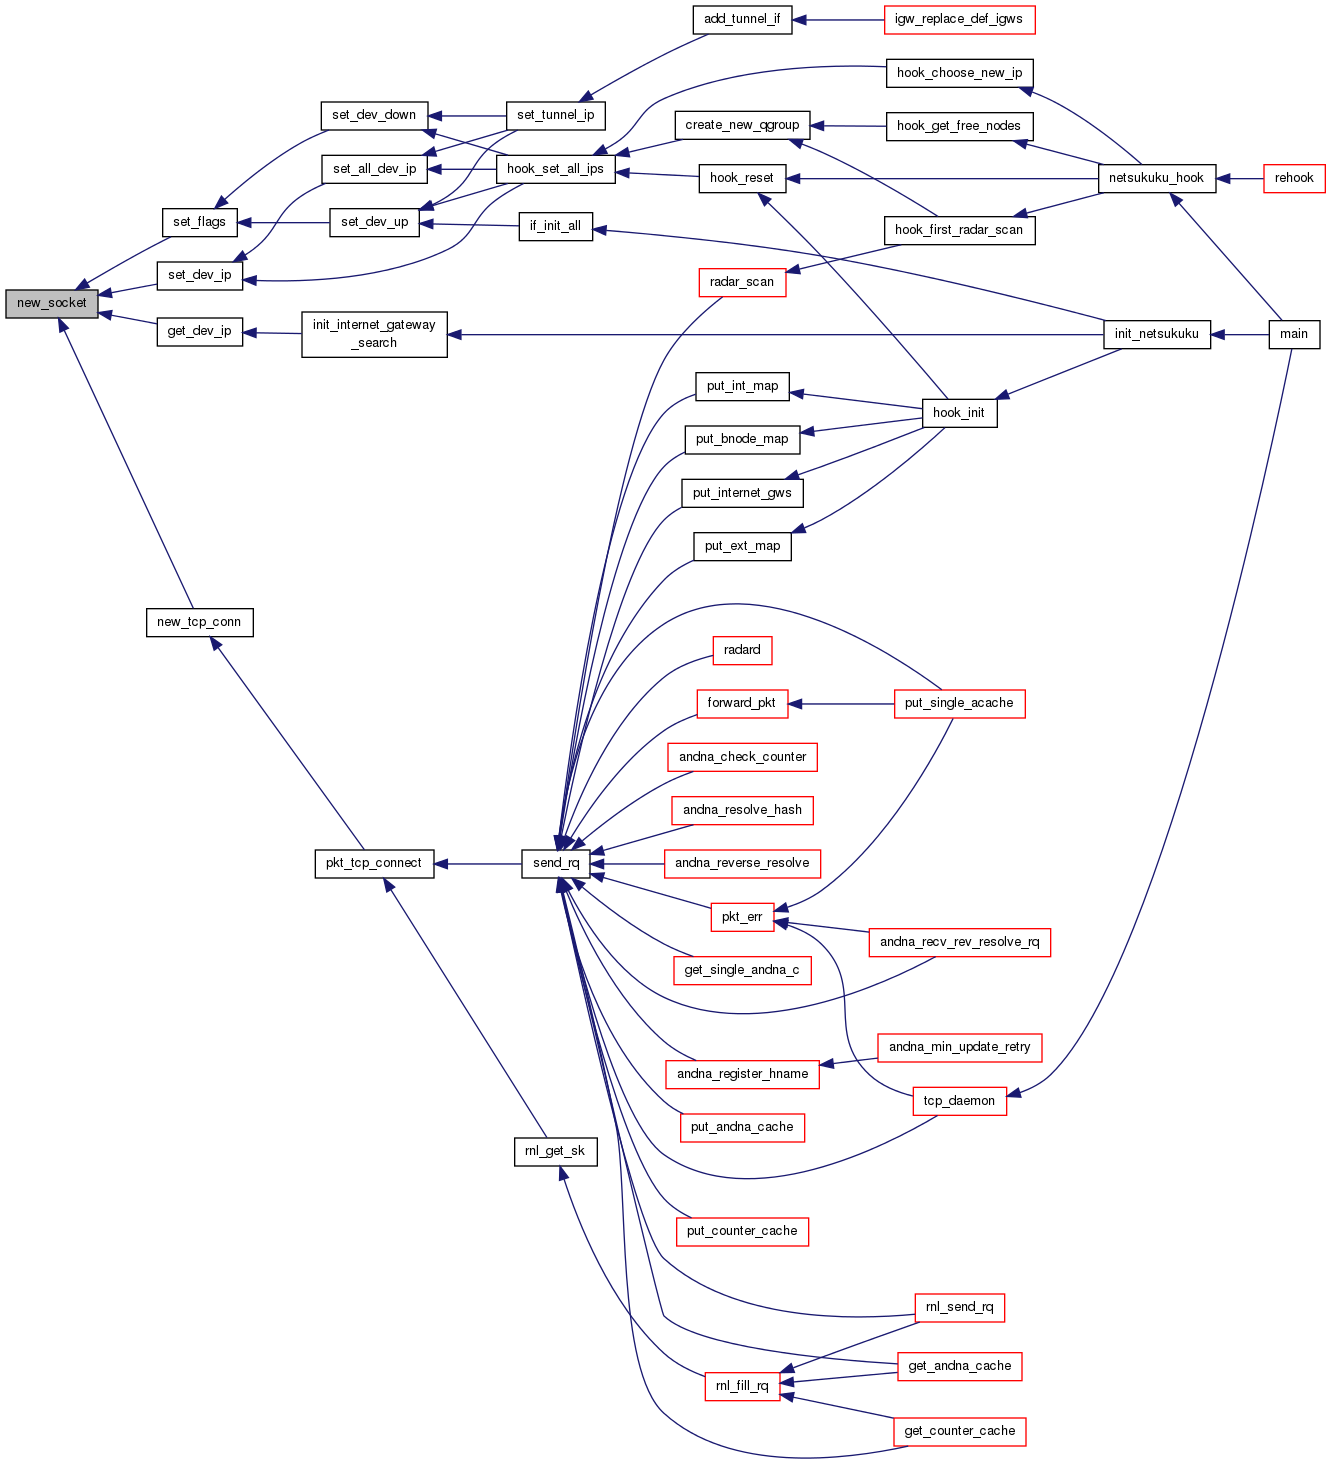 add_tunnel_if
igw_replace_def_igws
hook_choose_new_ip
set_dev_down
set_tunnel_ip
create_new_qgroup
hook_get_free_nodes
set_all_dev_ip
hook_set_all_ips
hook_reset
netsukuku_hook
rehook
set_flags
set_dev_up
if_init_all
hook_first_radar_scan
set_dev_ip
radar_scan
new_socket
get_dev_ip
init_internet_gateway
_search
init_netsukuku
main
put_int_map
hook_init
put_bnode_map
put_internet_gws
put_ext_map
new_tcp_conn
radard
forward_pkt
put_single_acache
andna_check_counter
andna_resolve_hash
pkt_tcp_connect
send_rq
andna_reverse_resolve
pkt_err
andna_recv_rev_resolve_rq
get_single_andna_c
andna_min_update_retry
andna_register_hname
tcp_daemon
put_andna_cache
rnl_get_sk
put_counter_cache
rnl_send_rq
get_andna_cache
rnl_fill_rq
get_counter_cache